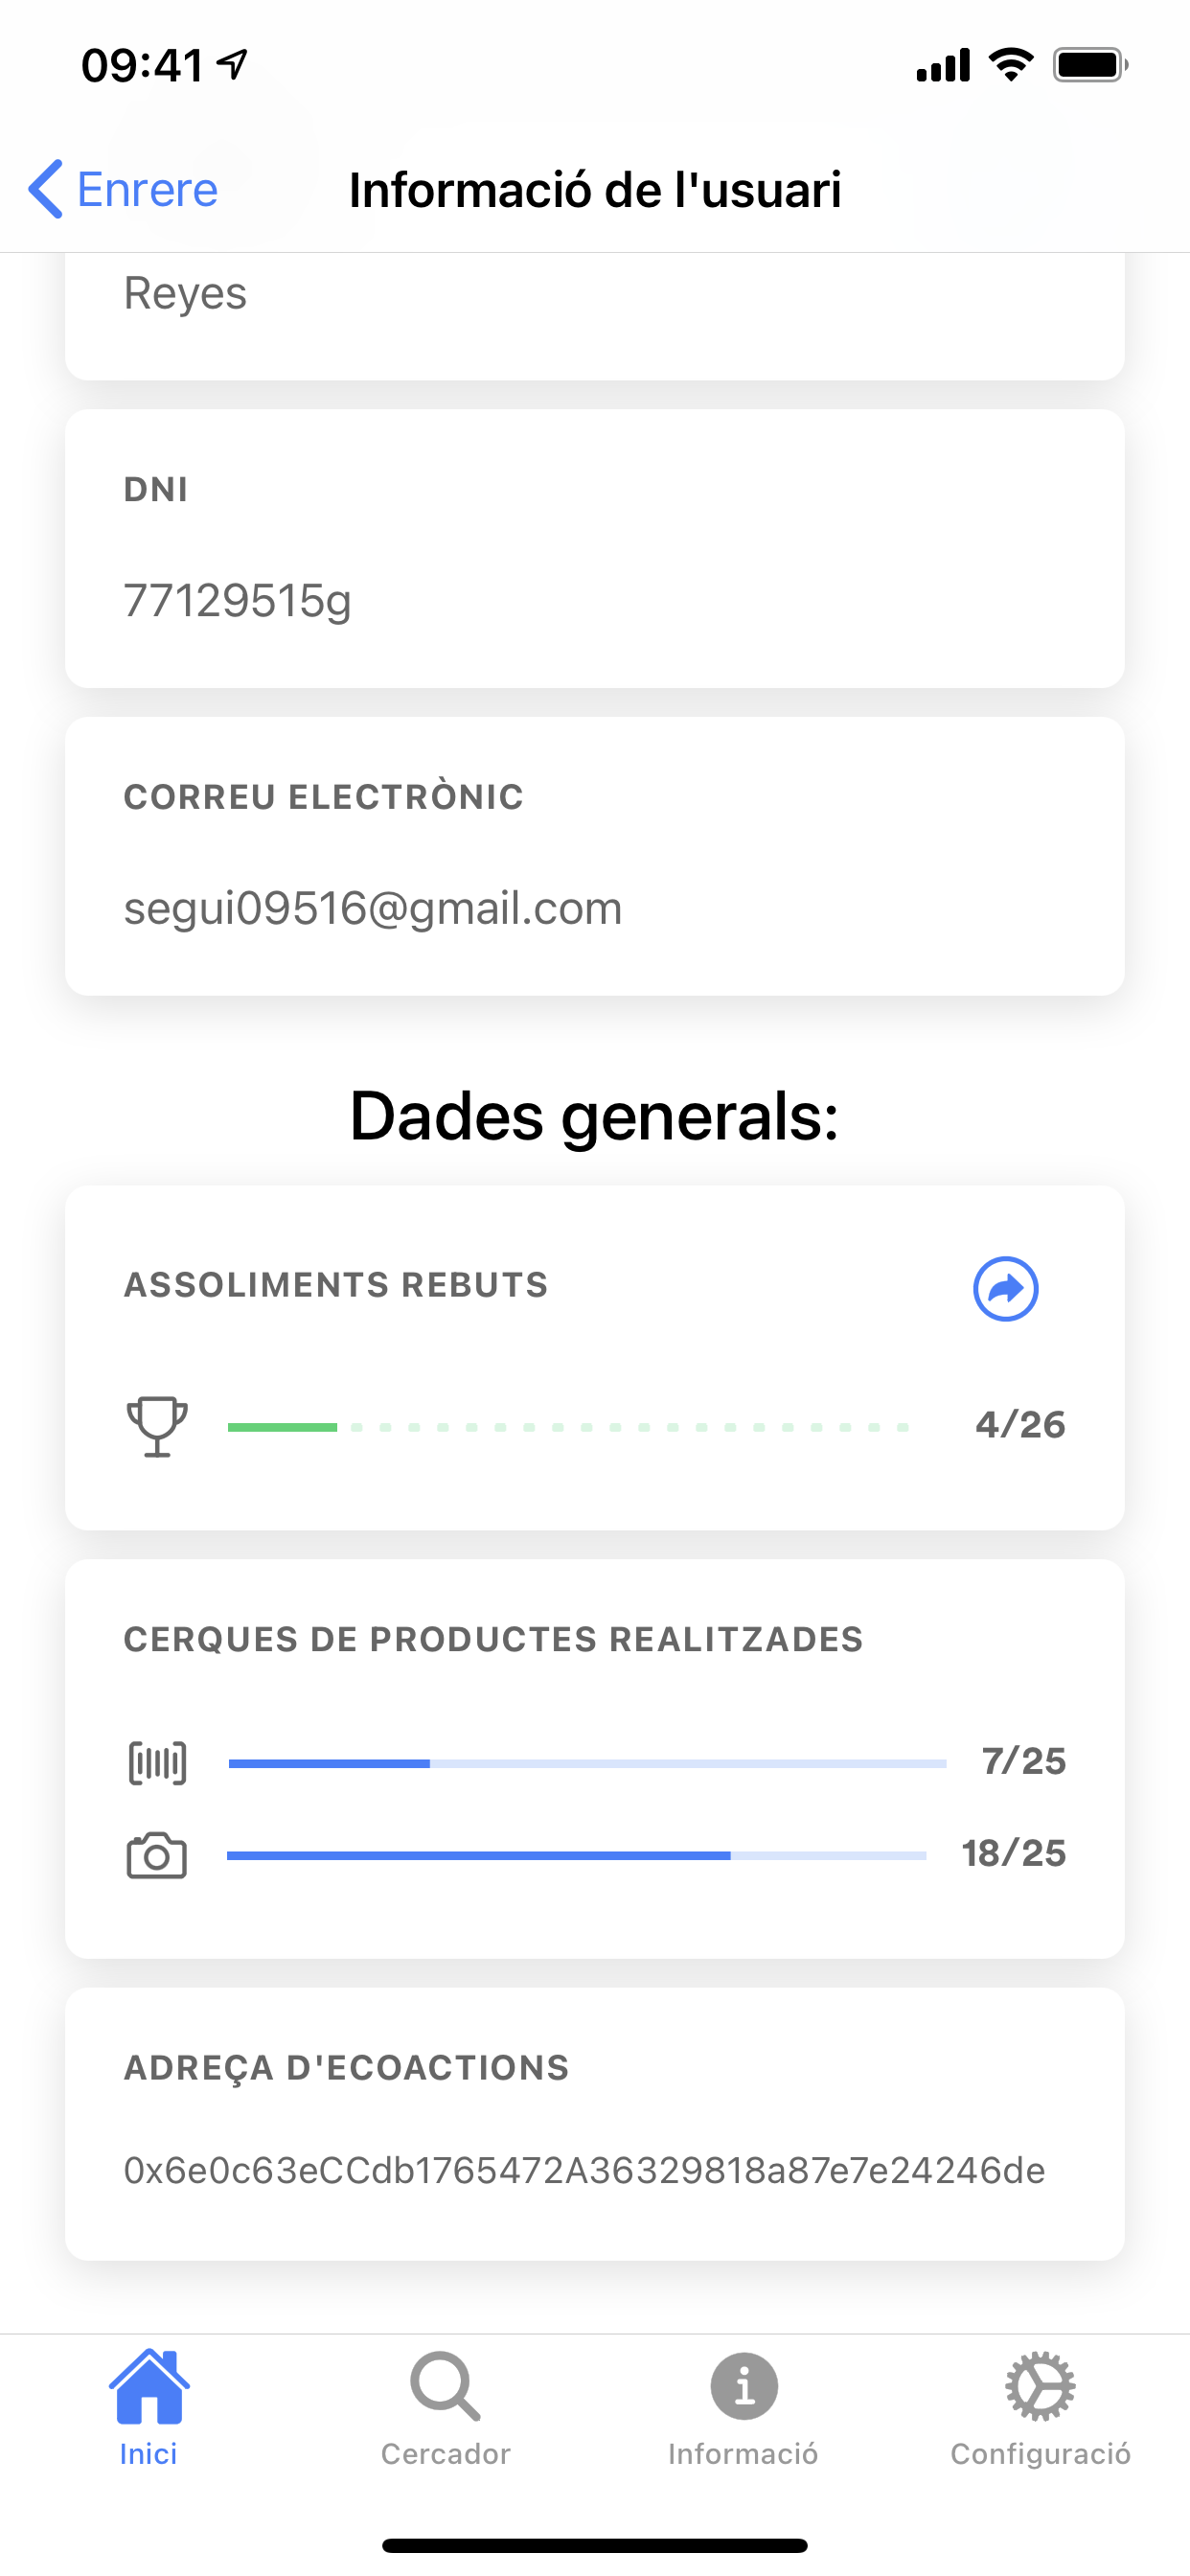 09:41
Enrere
Informació de l'usuari
Reyes
DNI
77129515g
CORREU ELECTRÒNIC
segui09516@gmail.com
Dades generals:
ASSOLIMENTS REBUTS
4/26
CERQUES DE PRODUCTES REALITZADES
7/25
18/25
ADREÇA D'ECOACTIONS
0x6e0c63eCCdb1765472A36329818a87e7e24246de
Inici
Cercador
Informació
Configuració